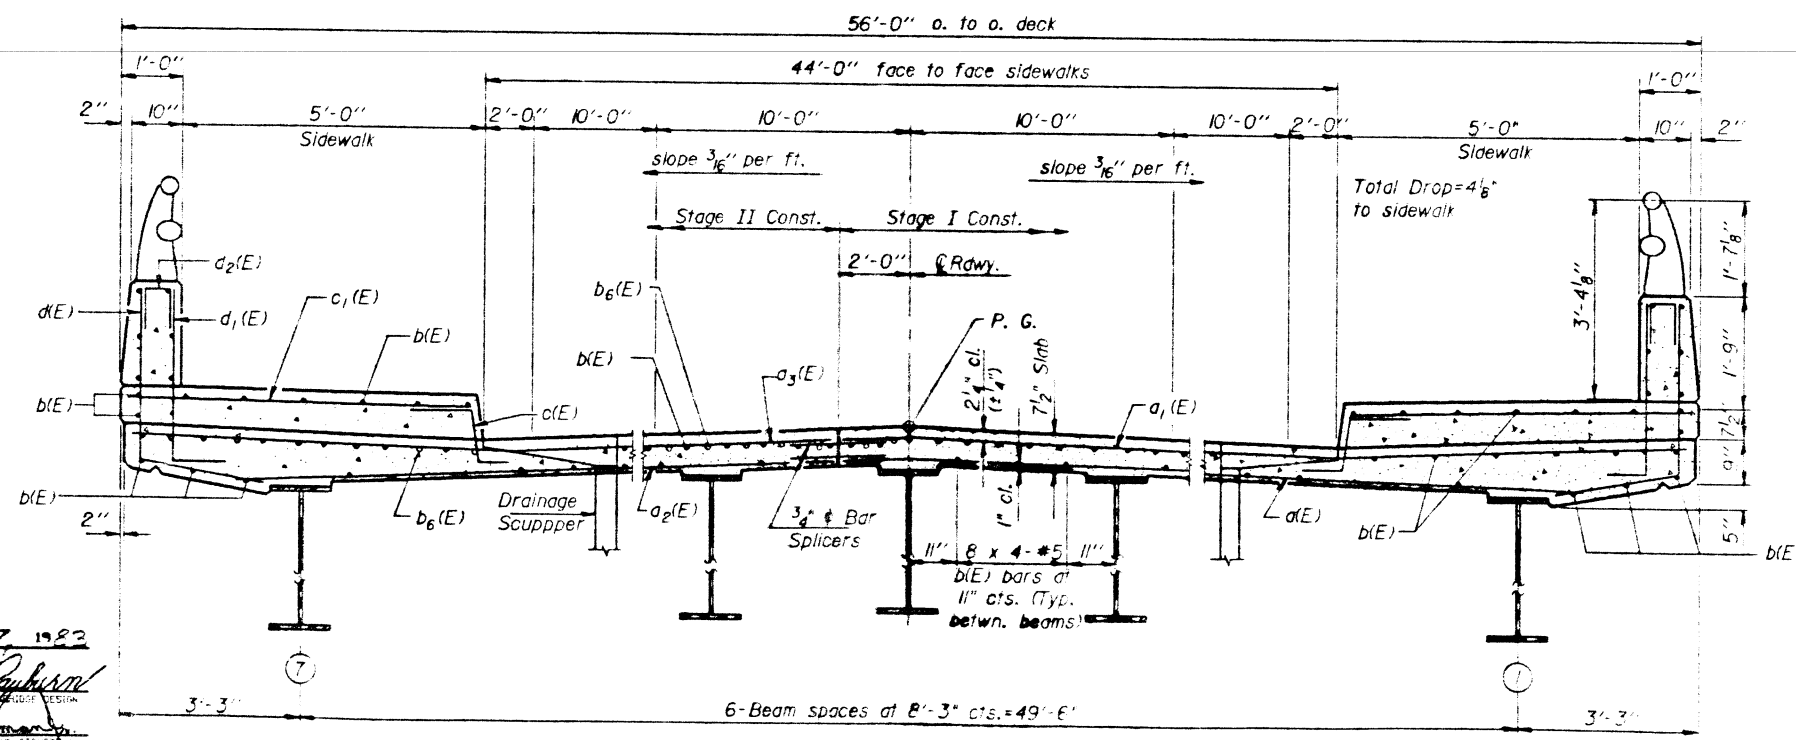 56'-0" o. to o. deck
1'-0"
44'-0" face to face sidewalks
1'-0"
2" 10" 5'-0" 2'-0" 10'-0" 10'-0" 10'-0" 10'-0" 2'-0" 5'-0" 10" 2"
Sidewalk
Sidewalk
slope 3/16" per ft.
slope 3/16" per ft.
Total Drop=4 1/8"
to sidewalk
Stage II Const.
Stage I Const.
2'-0"
℄ Rdwy.
d2(E)
c1(E)
b6(E)
d(E)
d1(E)
b(E)
b(E)
P. G.
a3(E)
2 1/4" cl.
(±1/4")
7 1/2" Slab
a1(E)
3'-4 1/8"
1'-7 1/8"
1'-9"
7 1/2"
9"
5"
b(E)
c(E)
b(E)
2"
b6(E)
Drainage
Scuppper
a2(E)
3/4" ¢ Bar
Splicers
1" cl.
a(E)
b(E)
b(E
11" 8 x 4-#5 11"
b(E) bars at
11" cts. (Typ.
betwn. beams)
1982
7
1
3'-3"
6-Beam spaces at 8'-3" cts.=49'-6"
3'-3"